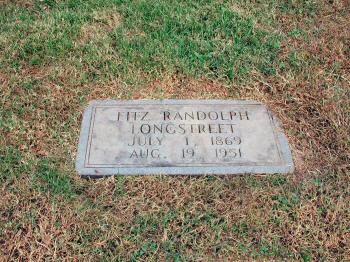 FITZ RANDOLPH
LONGSTREET
JULY 1, 1869
AUG. 19 1951